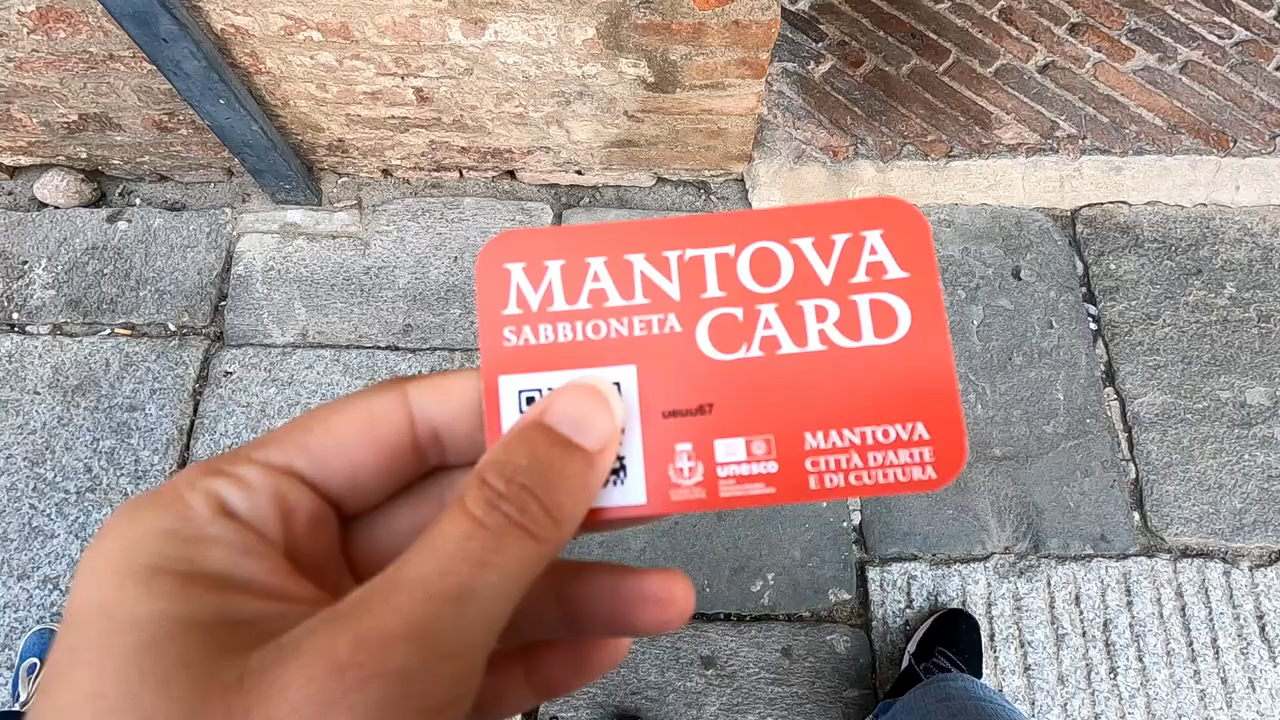 MANTOVA
SABBIONETA CARD
ueuu67
unesco
MANTOVA
CITTÀ D'ARTE
E DI CULTURA